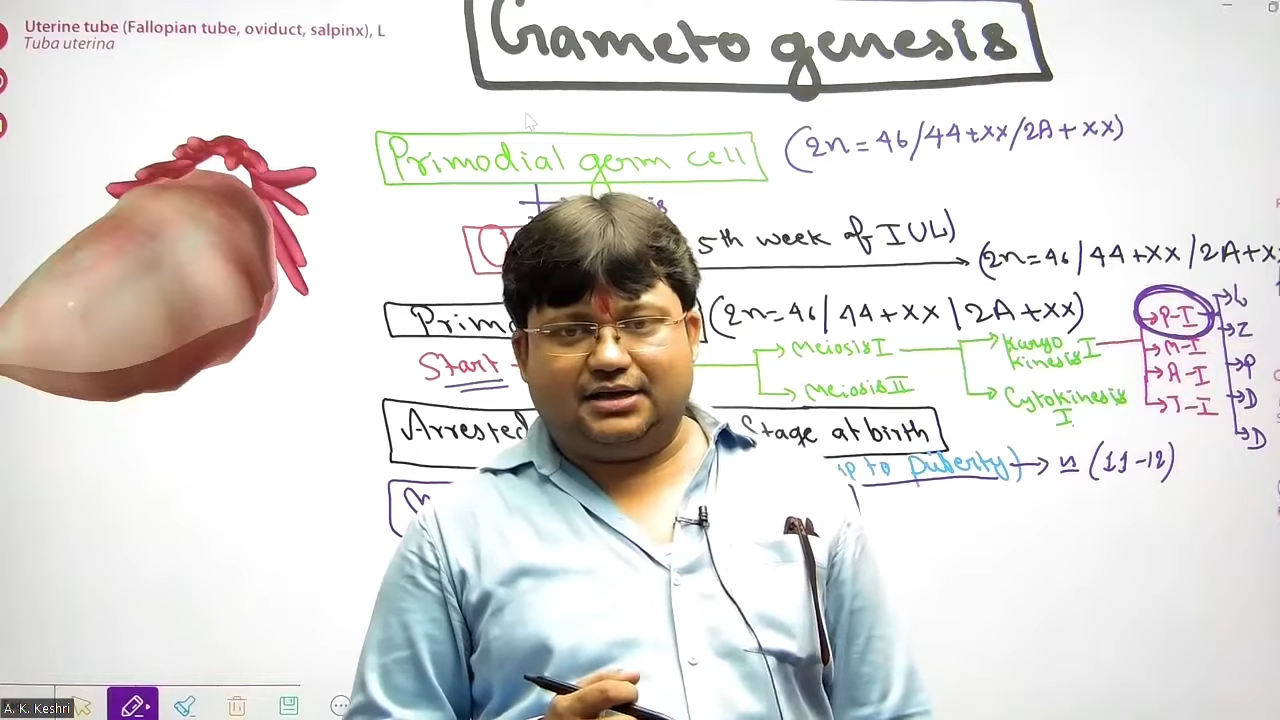 Uterine tube (Fallopian tube, oviduct, salpinx), L
Tuba uterina
Gametogenesis
Primodial germ cell (2n = 46/44+xx/2A+xx)
5th week of IUL)
(2n=46/44+xx/2A+x
(2n=46/44+xx/2A+xx)
Start
Meiosis I
Meiosis II
Karyo kinesis I
Cytokinesis I
P-I
M-I
A-I
T-I
L
Z
P
D
D
Arrested Stage at birth
up to puberty) → (11-12)
A. K. Keshri